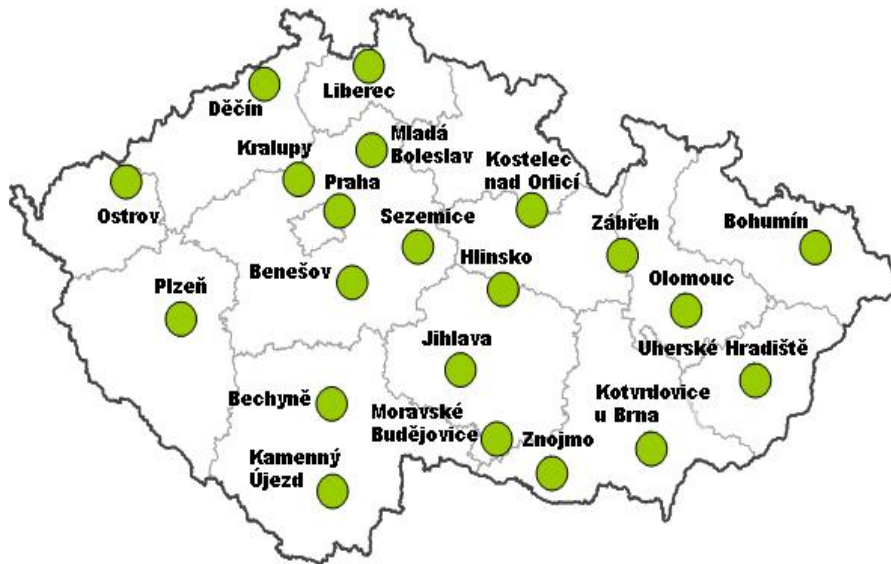 Liberec
Děčín
Mladá
Boleslav
Kralupy
Kostelec
nad Orlicí
Praha
Ostrov
Sezemice
Zábřeh
Bohumín
Hlinsko
Benešov
Plzeň
Olomouc
Uherské Hradiště
Jihlava
Kotvrdovice
u Brna
Bechyně
Moravské
Budějovice
Znojmo
Kamenný
Újezd